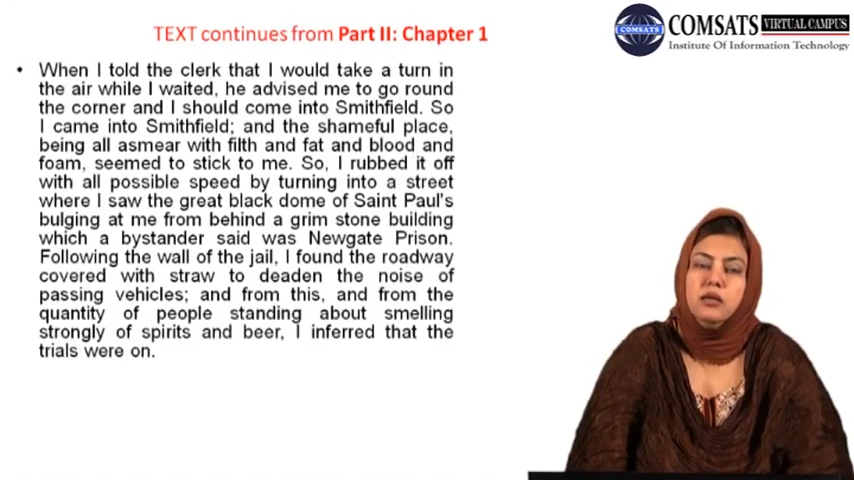 TEXT continues from Part II: Chapter 1
COMSATS VIRTUAL CAMPUS
Institute Of Information Technology
COMSATS
• When I told the clerk that I would take a turn in
the air while I waited, he advised me to go round
the corner and I should come into Smithfield. So
I came into Smithfield; and the shameful place,
being all asmear with filth and fat and blood and
foam, seemed to stick to me. So, I rubbed it off
with all possible speed by turning into a street
where I saw the great black dome of Saint Paul's
bulging at me from behind a grim stone building
which a bystander said was Newgate Prison.
Following the wall of the jail, I found the roadway
covered with straw to deaden the noise of
passing vehicles; and from this, and from the
quantity of people standing about smelling
strongly of spirits and beer, I inferred that the
trials were on.